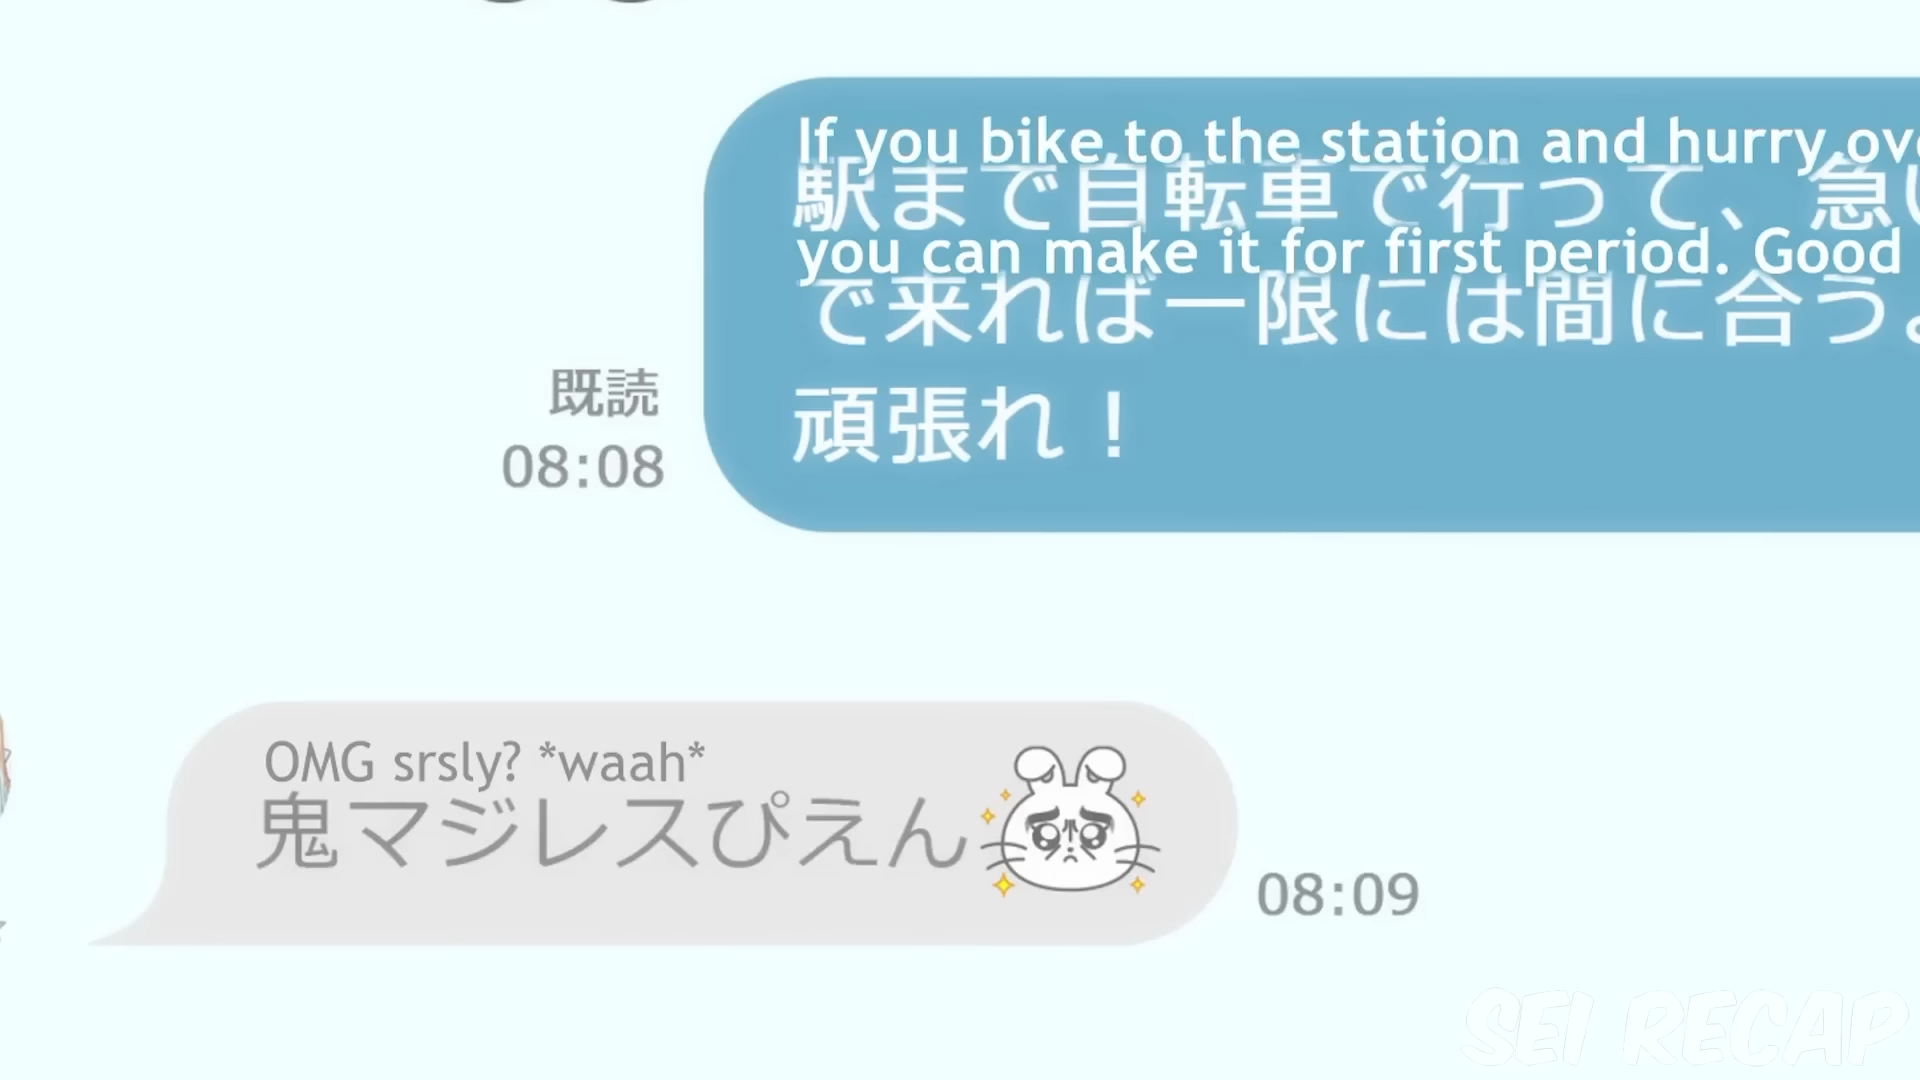 If you bike to the station and hurry
駅まで自転車で行って、急い
you can make it for first period. Good
で来れば一限には間に合う
頑張れ！
既読
08:08
OMG srsly? *waah*
鬼マジレスぴえん
08:09
SEI RECAP